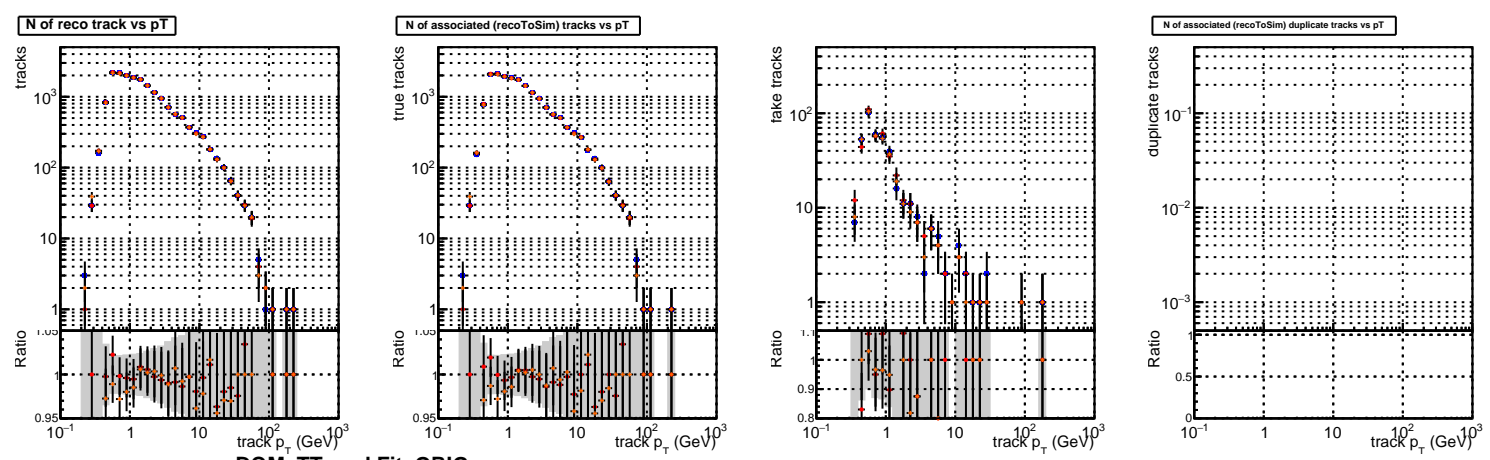 N of reco track vs pT
tracks
10³
10²
10
1
Ratio
1.05
1
0.95
10⁻¹ 1 10 10² 10³
track p_T (GeV)
N of associated (recoToSim) tracks vs pT
true tracks
10³
10²
10
1
Ratio
1.05
1
0.95
10⁻¹ 1 10 10² 10³
track p_T (GeV)
fake tracks
10²
10
1
Ratio
1.1
1
0.9
0.8
10⁻¹ 1 10 10² 10³
track p_T (GeV)
N of associated (recoToSim) duplicate tracks vs pT
duplicate tracks
10⁻¹
10⁻²
10⁻³
Ratio
1
0.5
0
10⁻¹ 1 10 10² 10³
track p_T (GeV)